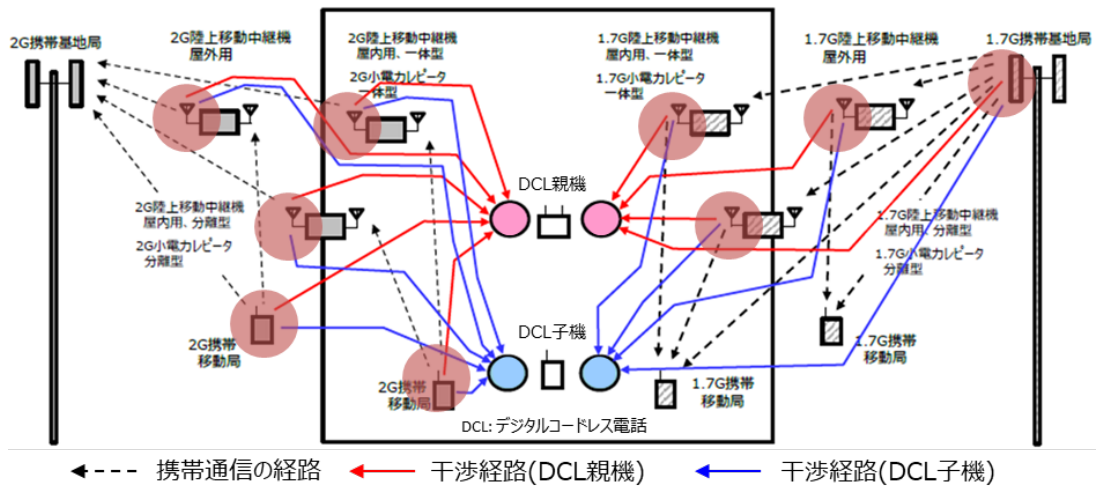 2G携帯基地局
2G陸上移動中継機
屋外用
2G陸上移動中継機
屋内用、一体型
2G小電力レピータ
一体型
1.7G陸上移動中継機
屋内用、一体型
1.7G小電力レピータ
一体型
1.7G陸上移動中継機
屋外用
1.7G携帯基地局
DCL親機
2G陸上移動中継機
屋内用、分離型
2G小電力レピータ
分離型
1.7G陸上移動中継機
屋内用、分離型
1.7G小電力レピータ
分離型
DCL子機
2G携帯
移動局
2G携帯
移動局
1.7G携帯
移動局
1.7G携帯
移動局
DCL: デジタルコードレス電話
携帯通信の経路
干渉経路(DCL親機)
干渉経路(DCL子機)